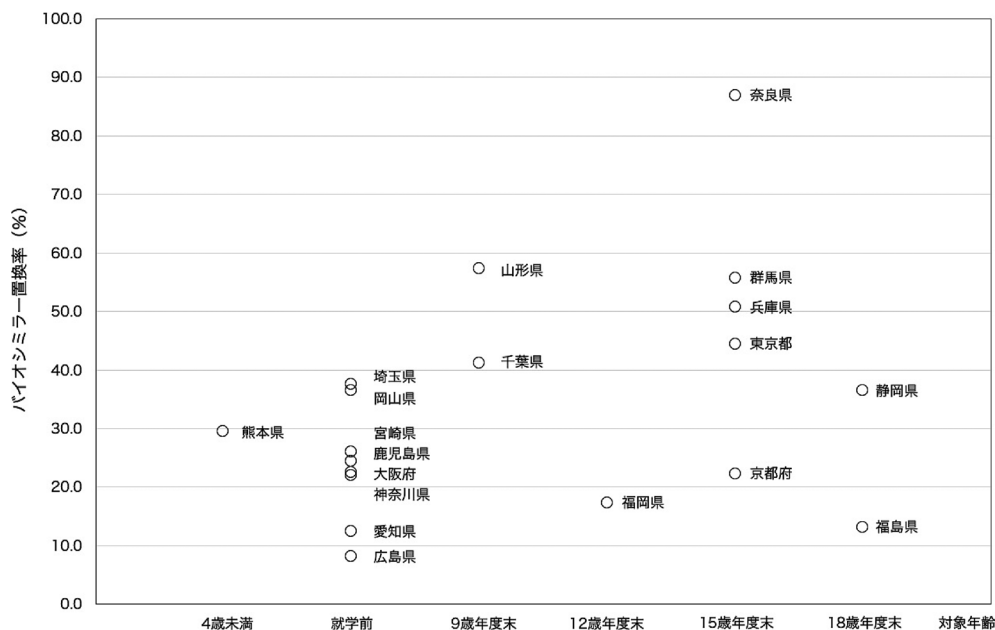 バイオシミラー置換率（%）
100.0
90.0
80.0
70.0
60.0
50.0
40.0
30.0
20.0
10.0
0.0
奈良県
山形県
群馬県
兵庫県
東京都
千葉県
埼玉県
岡山県
静岡県
熊本県
宮崎県
鹿児島県
大阪府
京都府
神奈川県
福岡県
愛知県
福島県
広島県
4歳未満
就学前
9歳年度末
12歳年度末
15歳年度末
18歳年度末
対象年齢